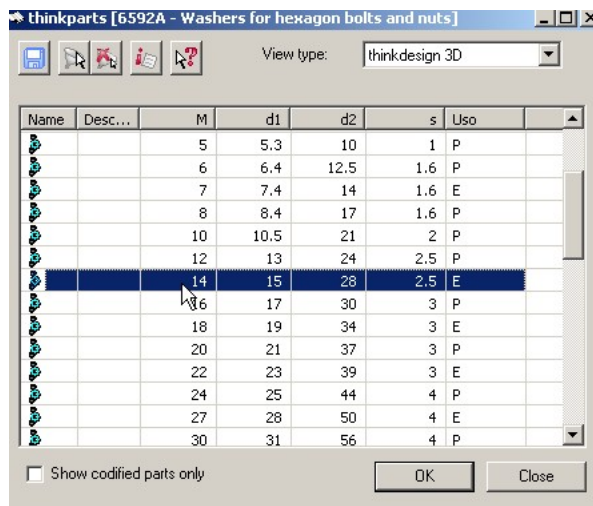 thinkparts [6592A - Washers for hexagon bolts and nuts]
View type: thinkdesign 3D
Name Desc... M d1 d2 s Uso
5 5.3 10 1 P
6 6.4 12.5 1.6 P
7 7.4 14 1.6 E
8 8.4 17 1.6 P
10 10.5 21 2 P
12 13 24 2.5 P
14 15 28 2.5 E
16 17 30 3 P
18 19 34 3 E
20 21 37 3 P
22 23 39 3 E
24 25 44 4 P
27 28 50 4 E
30 31 56 4 P
Show codified parts only OK Close